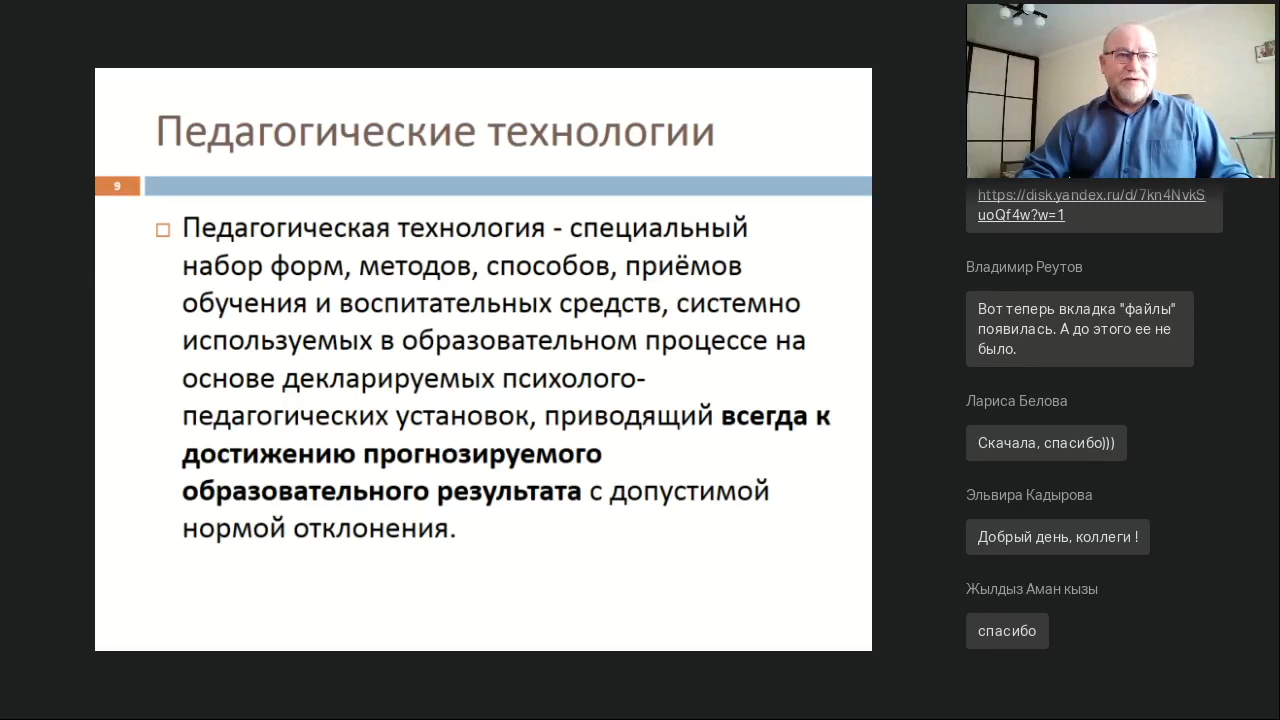 Педагогические технологии
9
Педагогическая технология - специальный
набор форм, методов, способов, приёмов
обучения и воспитательных средств, системно
используемых в образовательном процессе на
основе декларируемых психолого-
педагогических установок, приводящий всегда к
достижению прогнозируемого
образовательного результата с допустимой
нормой отклонения.
https://disk.yandex.ru/d/7kn4NvkS
uoQf4w?w=1
Владимир Реутов
Вот теперь вкладка "файлы"
появилась. А до этого ее не
было.
Лариса Белова
Скачала, спасибо)))
Эльвира Кадырова
Добрый день, коллеги !
Жылдыз Аман кызы
спасибо